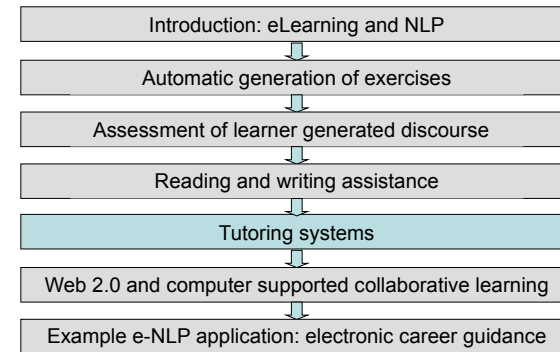 Introduction: eLearning and NLP
Automatic generation of exercises
Assessment of learner generated discourse
Reading and writing assistance
Tutoring systems
Web 2.0 and computer supported collaborative learning
Example e-NLP application: electronic career guidance